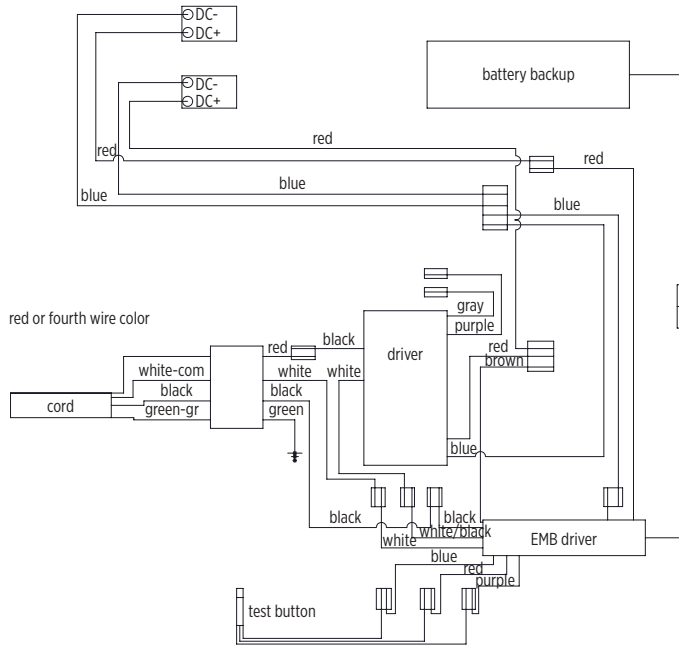 DC-
DC+
battery backup
DC-
DC+
red
red
red
blue
blue
blue
red or fourth wire color
gray
purple
black
driver
red
red
brown
white-com
white
white
black
black
cord
green-gr
green
blue
black
black
white/black
white
EMB driver
blue
red
purple
test button